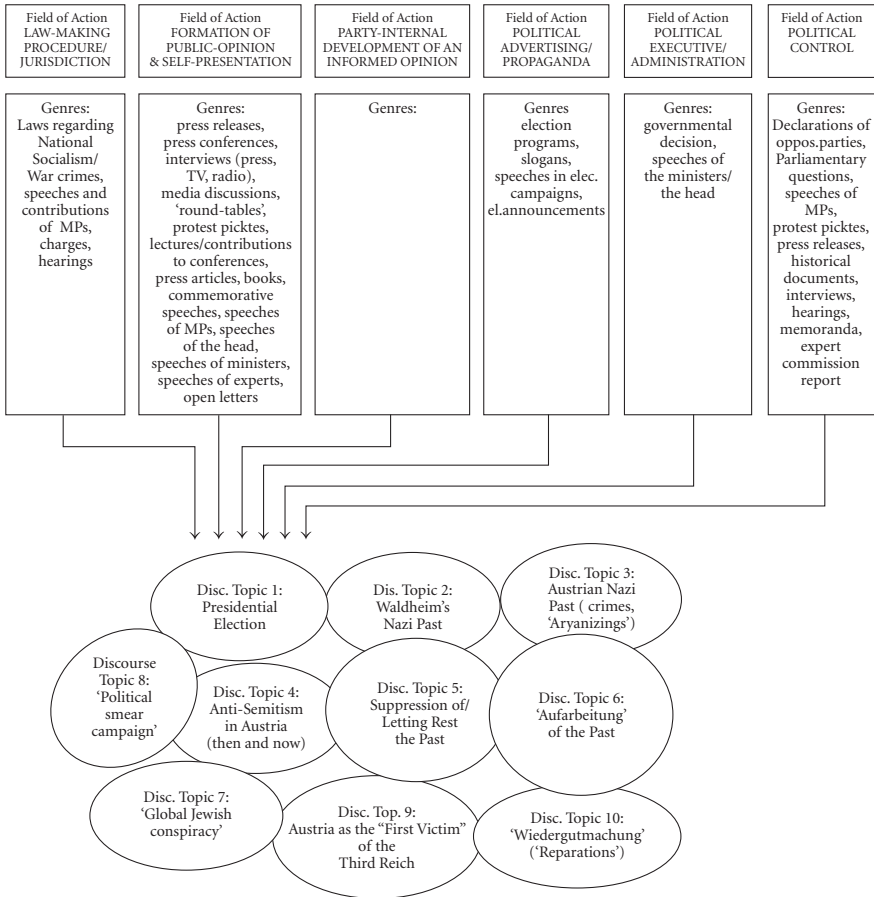 Field of Action
LAW-MAKING
PROCEDURE/
JURISDICTION
Field of Action
FORMATION OF
PUBLIC-OPINION
& SELF-PRESENTATION
Field of Action
PARTY-INTERNAL
DEVELOPMENT OF AN
INFORMED OPINION
Field of Action
POLITICAL
ADVERTISING/
PROPAGANDA
Field of Action
POLITICAL
EXECUTIVE/
ADMINISTRATION
Field of Action
POLITICAL
CONTROL
Genres:
Laws regarding
National
Socialism/
War crimes,
speeches and
contributions
of MPs,
charges,
hearings
Genres:
press releases,
press conferences,
interviews (press,
TV, radio),
media discussions,
‘round-tables’,
protest picktes,
lectures/contributions
to conferences,
press articles, books,
commemorative
speeches, speeches
of MPs, speeches
of the head,
speeches of ministers,
speeches of experts,
open letters
Genres:
Genres
election
programs,
slogans,
speeches in elec.
campaigns,
el.announcements
Genres:
governmental
decision,
speeches of
the ministers/
the head
Genres:
Declarations of
oppos.parties,
Parliamentary
questions,
speeches of
MPs,
protest picktes,
press releases,
historical
documents,
interviews,
hearings,
memoranda,
expert
commission
report
Disc. Topic 1:
Presidential
Election
Dis. Topic 2:
Waldheim’s
Nazi Past
Disc. Topic 3:
Austrian Nazi
Past ( crimes,
‘Aryanizings’)
Discourse
Topic 8:
‘Political
smear
campaign’
Disc. Topic 4:
Anti-Semitism
in Austria
(then and now)
Disc. Topic 5:
Suppression of/
Letting Rest
the Past
Disc. Topic 6:
‘Aufarbeitung’
of the Past
Disc. Topic 7:
‘Global Jewish
conspiracy’
Disc. Top. 9:
Austria as the “First Victim”
of the
Third Reich
Disc. Topic 10:
‘Wiedergutmachung’
(‘Reparations’)